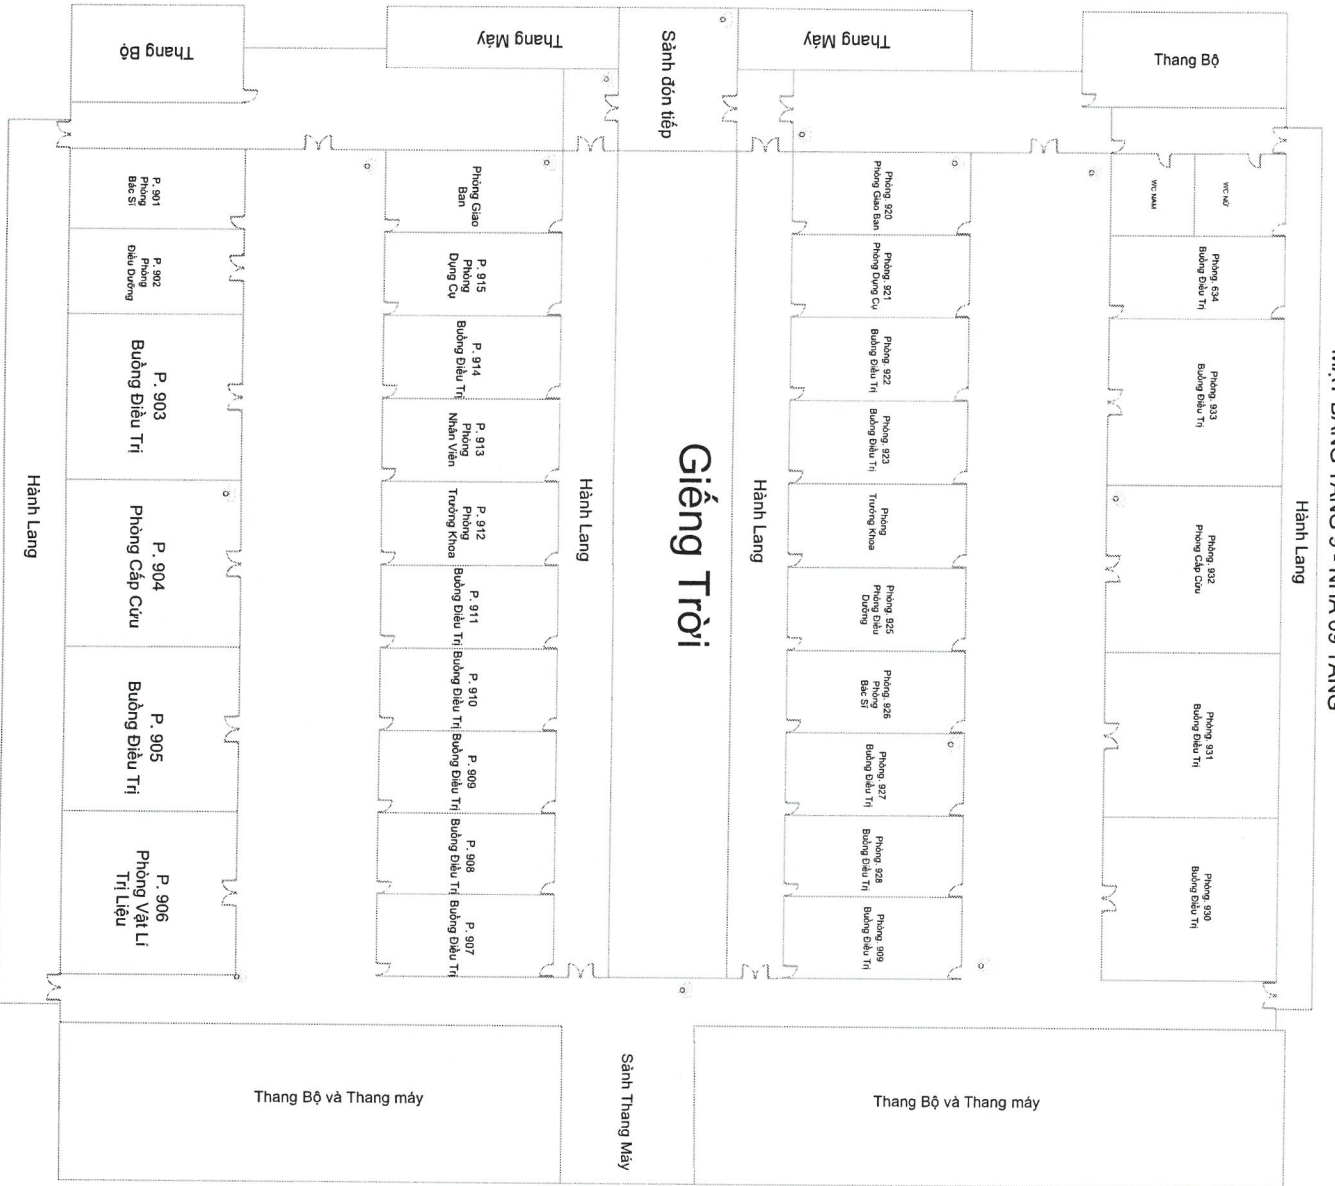 Thang Bộ
Thang Máy
Sảnh đón tiếp
Thang Máy
Thang Bộ
P. 901
Phòng
Bác Sĩ
P. 902
Phòng
Điều Dưỡng
P. 903
Buồng Điều Trị
P. 904
Phòng Cấp Cứu
P. 905
Buồng Điều Trị
P. 906
Phòng Vật Lí
Trị Liệu
Hành Lang
Phòng Giao
Ban
P. 915
Phòng
Dụng Cụ
P. 914
Buồng Điều Trị
P. 913
Phòng
Nhân Viên
P. 912
Phòng
Trưởng Khoa
P. 911
Buồng Điều Trị
P. 910
Buồng Điều Trị
P. 909
Buồng Điều Trị
P. 908
Buồng Điều Trị
P. 907
Buồng Điều Trị
Hành Lang
Giếng Trời
Hành Lang
Phòng. 920
Phòng Giao Ban
Phòng. 921
Phòng Dụng Cụ
Phòng. 922
Buồng Điều Trị
Phòng. 923
Buồng Điều Trị
Phòng
Trưởng Khoa
Phòng. 925
Phòng Điều
Dưỡng
Phòng. 926
Phòng
Bác Sĩ
Phòng. 927
Buồng Điều Trị
Phòng. 928
Buồng Điều Trị
Phòng. 909
Buồng Điều Trị
WC NỮ
WC NAM
Phòng. 634
Buồng Điều Trị
Phòng. 933
Buồng Điều Trị
Phòng. 932
Phòng Cấp Cứu
Phòng. 931
Buồng Điều Trị
Phòng. 930
Buồng Điều Trị
Hành Lang
Thang Bộ và Thang máy
Sảnh Thang Máy
Thang Bộ và Thang máy